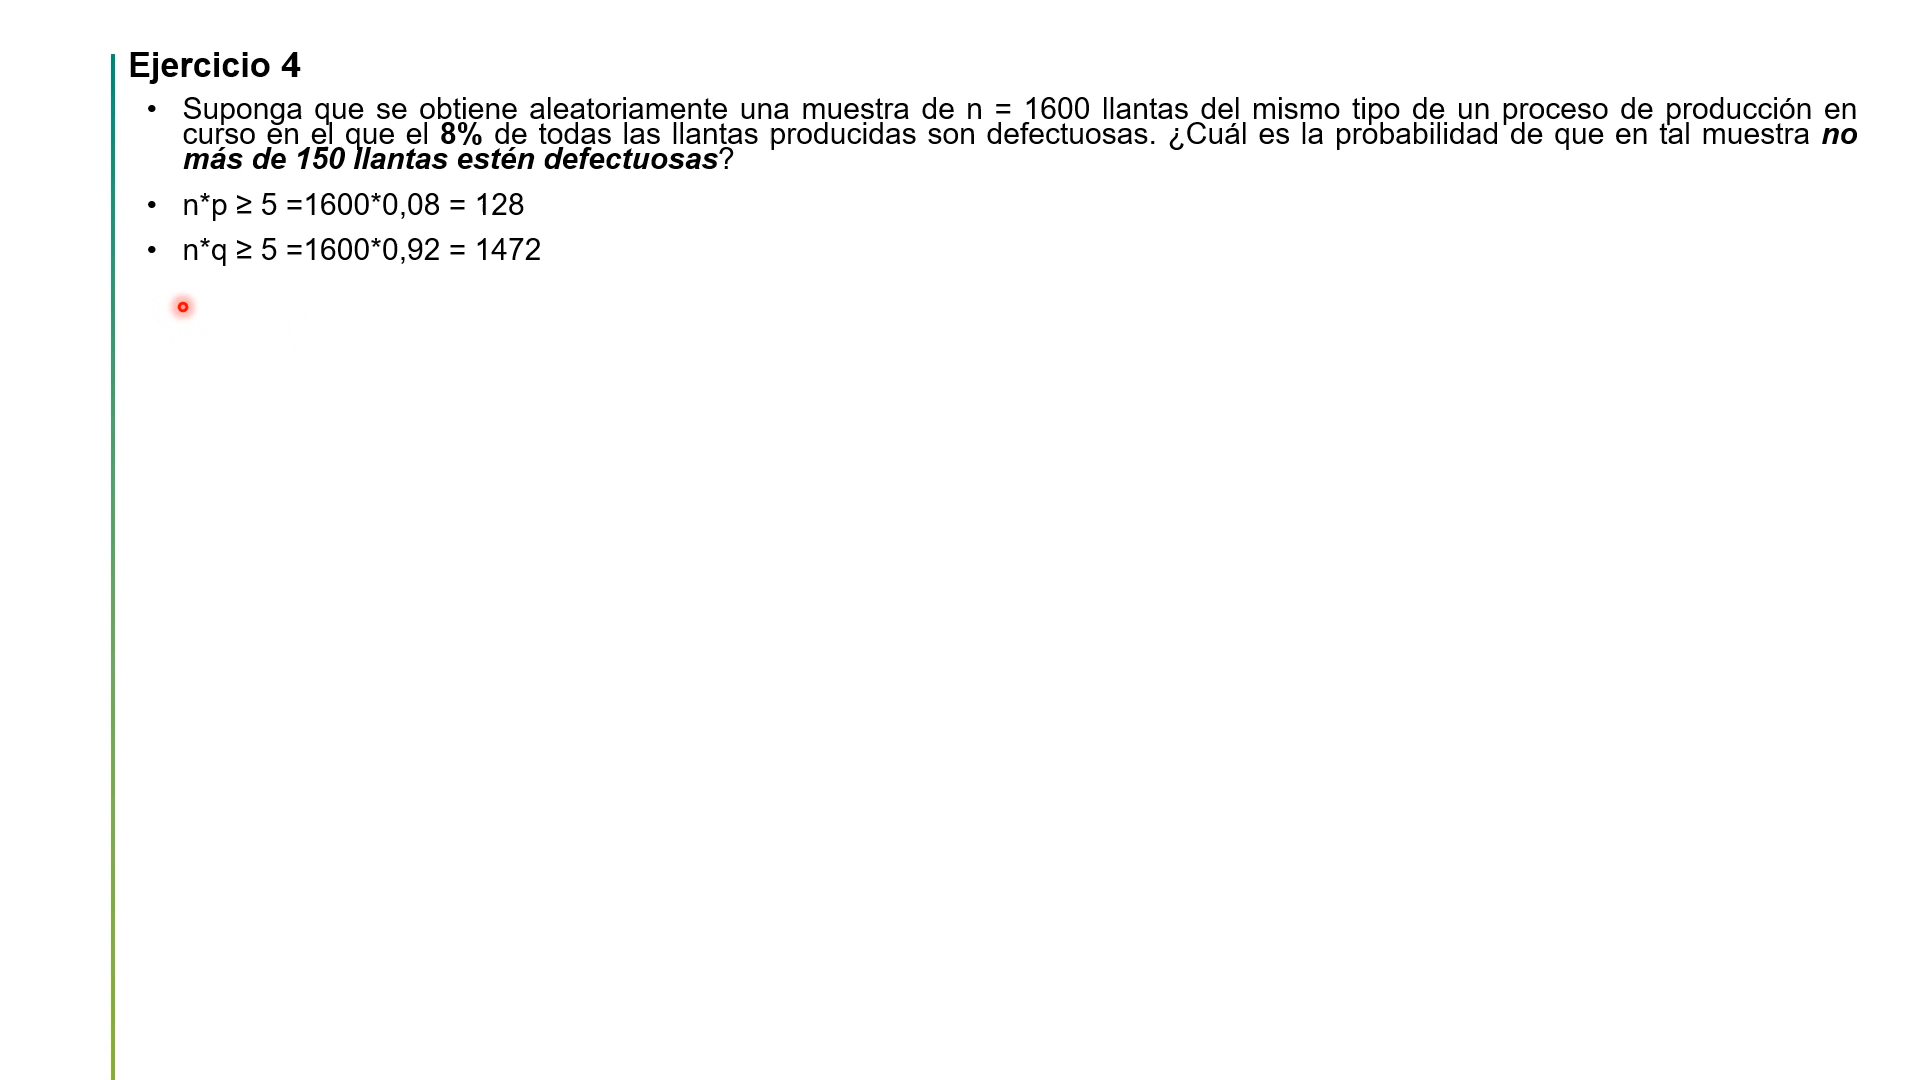 Ejercicio 4
• Suponga que se obtiene aleatoriamente una muestra de n = 1600 llantas del mismo tipo de un proceso de producción en
curso en el que el 8% de todas las llantas producidas son defectuosas. ¿Cuál es la probabilidad de que en tal muestra no
más de 150 llantas estén defectuosas?
• n*p ≥ 5 =1600*0,08 = 128
• n*q ≥ 5 =1600*0,92 = 1472